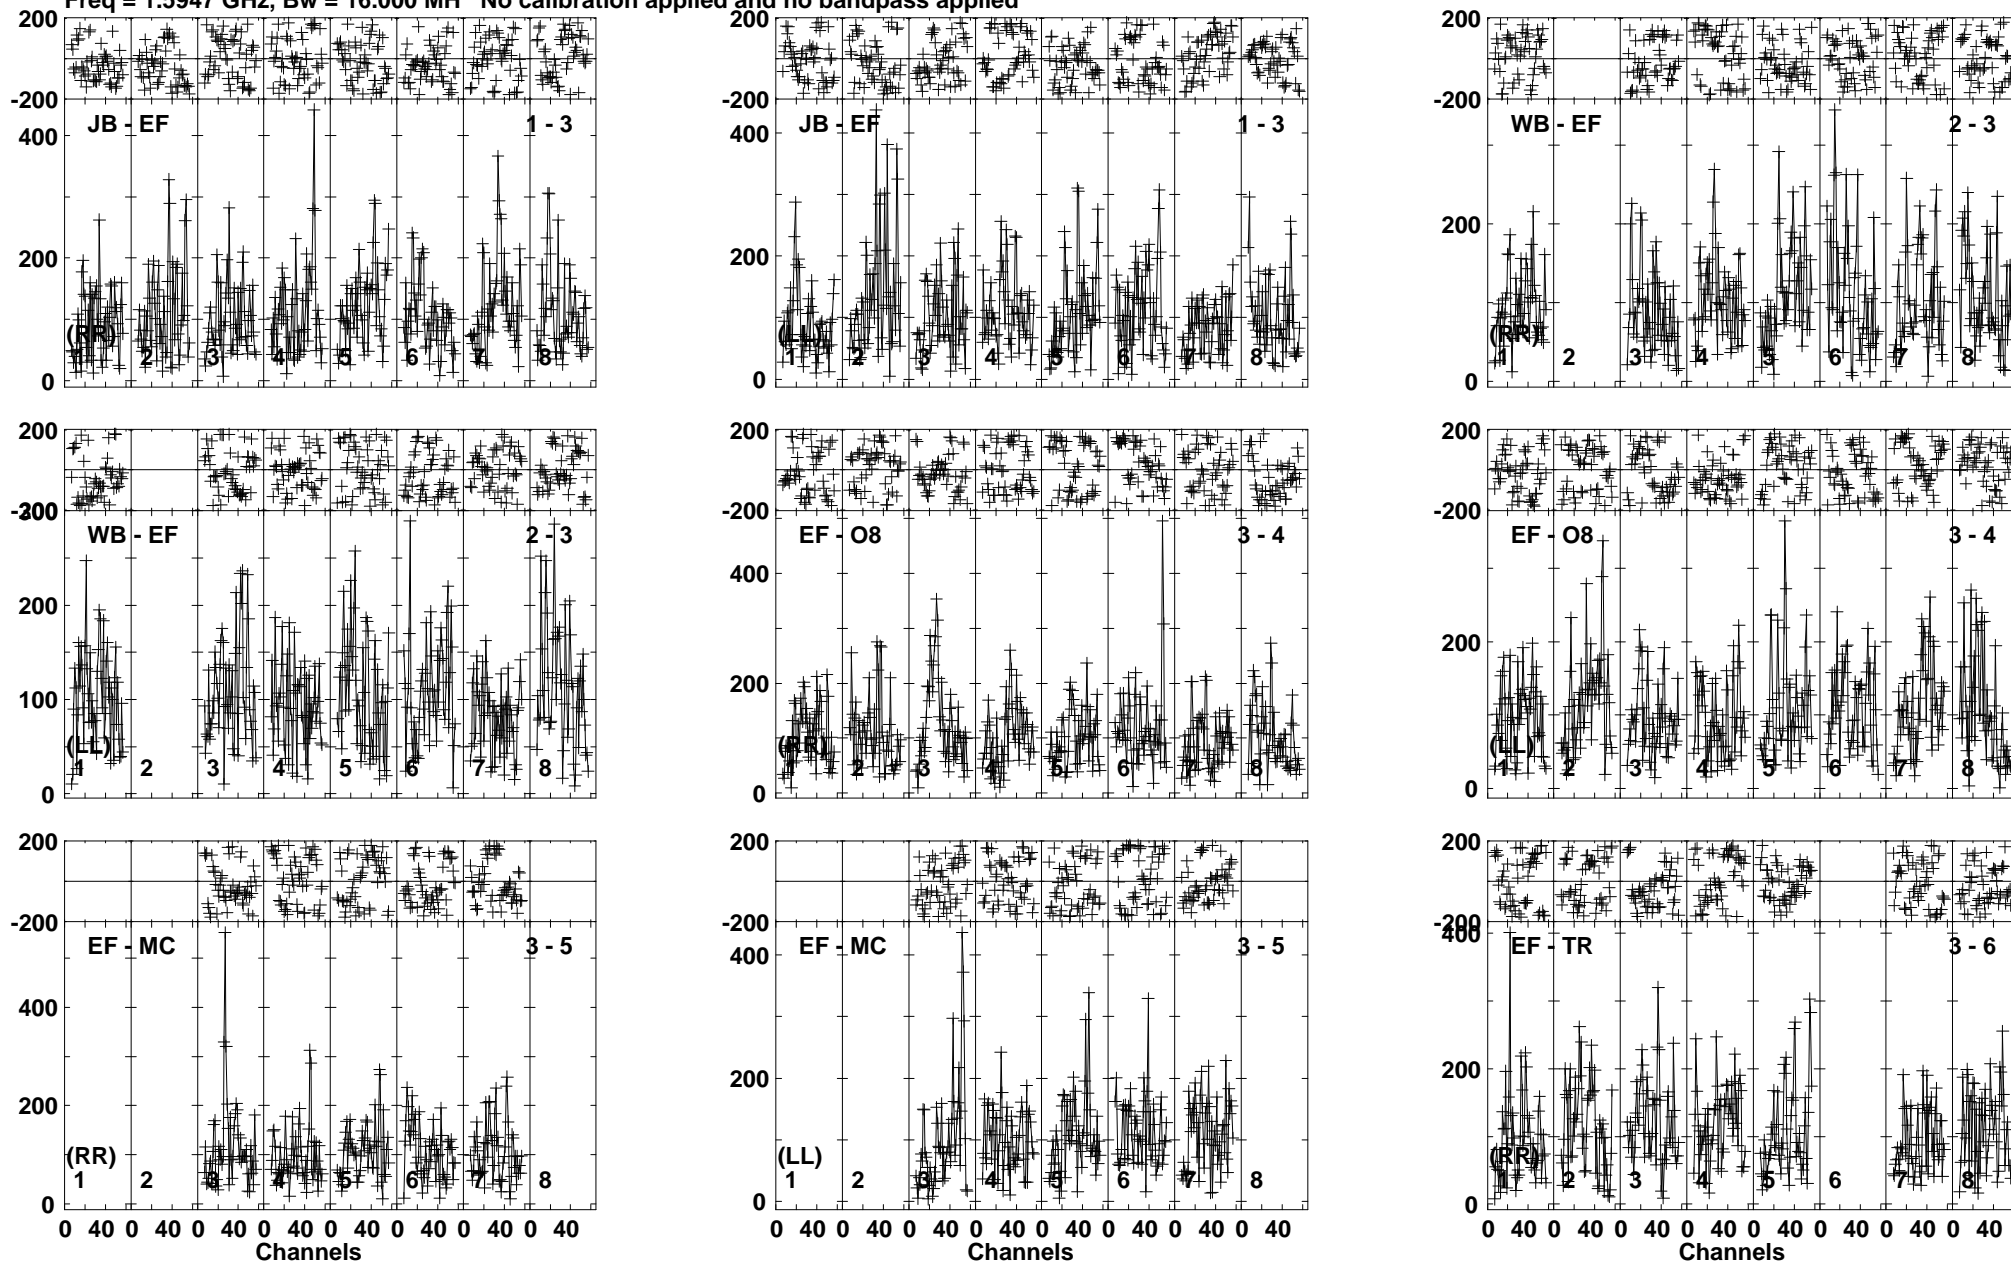 Freq = 1.5947 GHz, Bw = 16.000 MH No calibration applied and no bandpass applied
200 200 200
-200 -200 -200
JB - EF 1 - 3 JB - EF 1 - 3 WB - EF 2 - 3
400 400
200 200 200
(RR) (LL) (RR)
1 2 3 4 5 6 7 8 1 2 3 4 5 6 7 8 1 2 3 4 5 6 7 8
0 0 0
200 200 200
-200 -200 -200
300
WB - EF 2 - 3 EF - O8 3 - 4 EF - O8 3 - 4
400
200 200 200
100
(LL) (RR) (LL)
1 2 3 4 5 6 7 8 1 2 3 4 5 6 7 8 1 2 3 4 5 6 7 8
0 0 0
200 200 200
-200 -200 -200
400
EF - MC 3 - 5 EF - MC 3 - 5 EF - TR 3 - 6
400 400
200 200 200
(RR) (LL) (RR)
1 2 3 4 5 6 7 8 1 2 3 4 5 6 7 8 1 2 3 4 5 6 7 8
0 0 0
0 40 0 40 0 40 0 40 0 40 0 40 0 40 0 40 0 40 0 40 0 40 0 40 0 40 0 40 0 40 0 40 0 40 0 40 0 40 0 40 0 40 0 40 0 40 0 40
Channels Channels Channels